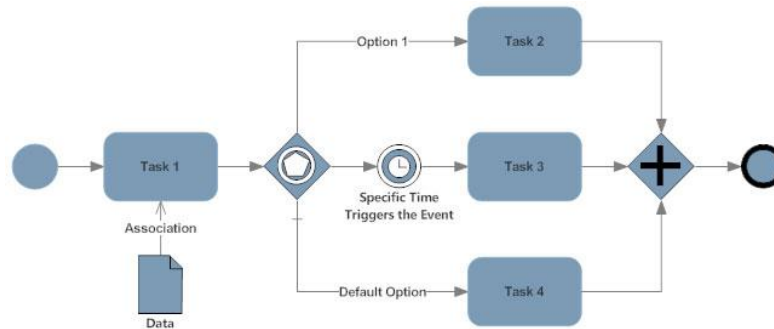 Option 1
Task 2
Task 1
Task 3
Specific Time
Triggers the Event
Association
Default Option
Task 4
Data